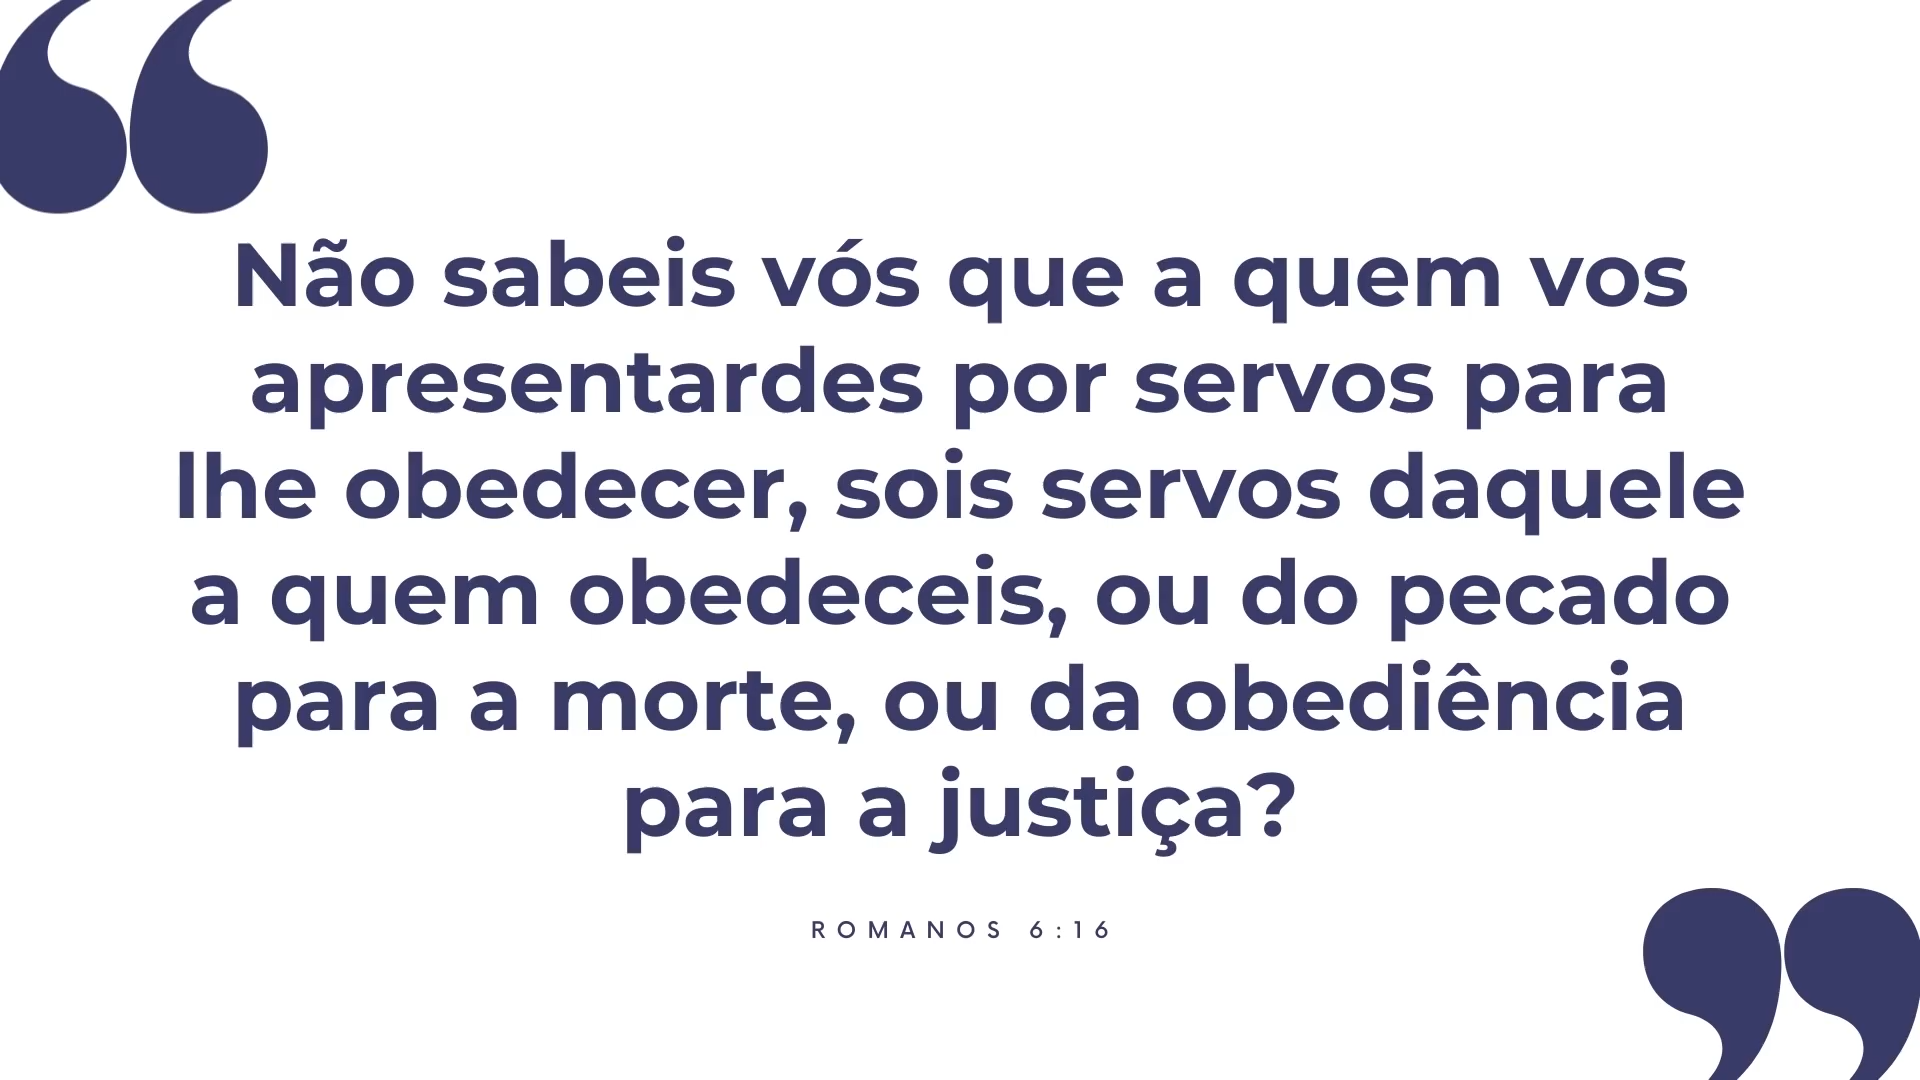 Não sabeis vós que a quem vos
apresentardes por servos para
lhe obedecer, sois servos daquele
a quem obedeceis, ou do pecado
para a morte, ou da obediência
para a justiça?
ROMANOS 6:16